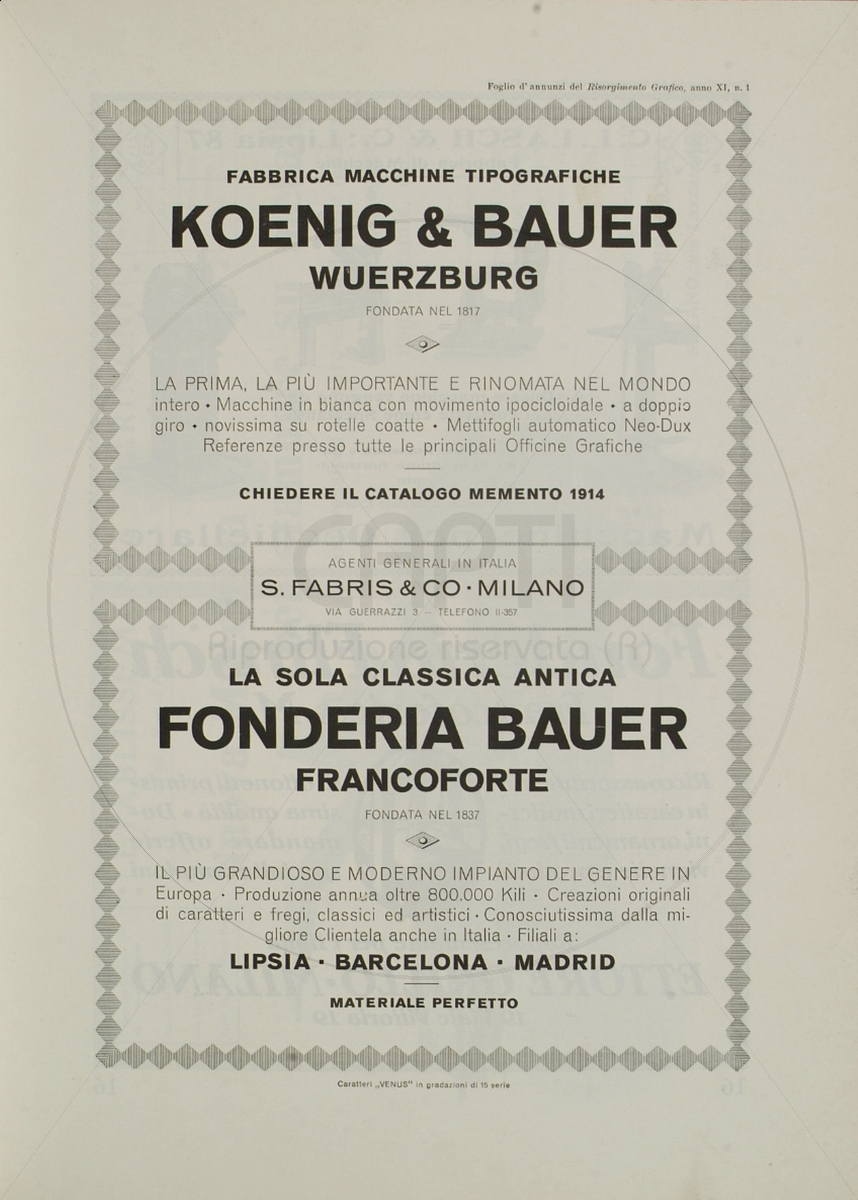 Foglio d'annunzi del Risorgimento Grafico, anno XI, n. 1
FABBRICA MACCHINE TIPOGRAFICHE
KOENIG & BAUER
WUERZBURG
FONDATA NEL 1817
LA PRIMA, LA PIÙ IMPORTANTE E RINOMATA NEL MONDO
intero · Macchine in bianca con movimento ipocicloidale · a doppio
giro · novissima su rotelle coatte · Mettifogli automatico Neo-Dux
Referenze presso tutte le principali Officine Grafiche
CHIEDERE IL CATALOGO MEMENTO 1914
AGENTI GENERALI IN ITALIA
S. FABRIS & CO · MILANO
VIA GUERRAZZI 3 – TELEFONO 11-357
Riproduzione riservata (R)
LA SOLA CLASSICA ANTICA
FONDERIA BAUER
FRANCOFORTE
FONDATA NEL 1837
IL PIÙ GRANDIOSO E MODERNO IMPIANTO DEL GENERE IN
Europa · Produzione annua oltre 800.000 Kili · Creazioni originali
di caratteri e fregi, classici ed artistici · Conosciutissima dalla mi-
gliore Clientela anche in Italia · Filiali a:
LIPSIA · BARCELONA · MADRID
MATERIALE PERFETTO
Caratteri „VENUS" in gradazioni di 15 serie